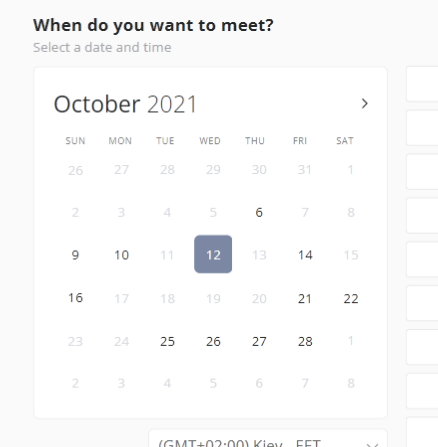 When do you want to meet?
Select a date and time
October 2021
SUN MON TUE WED THU FRI SAT
26 27 28 29 30 31 1
2 3 4 5 6 7 8
9 10 11 12 13 14 15
16 17 18 19 20 21 22
23 24 25 26 27 28 1
2 3 4 5 6 7 8
(GMT+02:00) Kiev EET